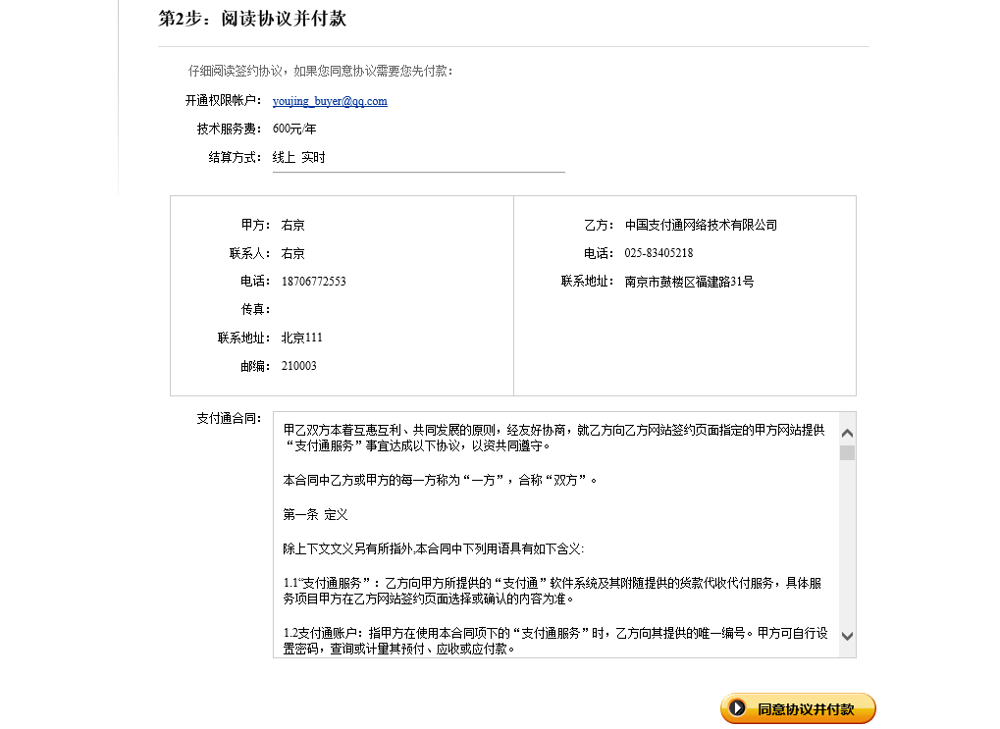 第2步：阅读协议并付款
仔细阅读签约协议，如果您同意协议需要您先付款：
开通权限帐户： youjing_buyer@qq.com
技术服务费： 600元/年
结算方式： 线上 实时
甲方： 右京
联系人： 右京
电话： 18706772553
传真：
联系地址： 北京111
邮编： 210003
乙方： 中国支付通网络技术有限公司
电话： 025-83405218
联系地址： 南京市鼓楼区福建路31号
支付通合同：
甲乙双方本着互惠互利、共同发展的原则，经友好协商，就乙方向乙方网站签约页面指定的甲方网站提供
“支付通服务”事宜达成以下协议，以资共同遵守。
本合同中乙方或甲方的每一方称为“一方”，合称“双方”。
第一条 定义
除上下文文义另有所指外,本合同中下列用语具有如下含义:
1.1“支付通服务”：乙方向甲方所提供的“支付通”软件系统及其附随提供的货款代收代付服务，具体服
务项目甲方在乙方网站签约页面选择或确认的内容为准。
1.2支付通账户：指甲方在使用本合同项下的“支付通服务”时，乙方向其提供的唯一编号。甲方可自行设
置密码，查询或计量其预付、应收或应付款。
同意协议并付款